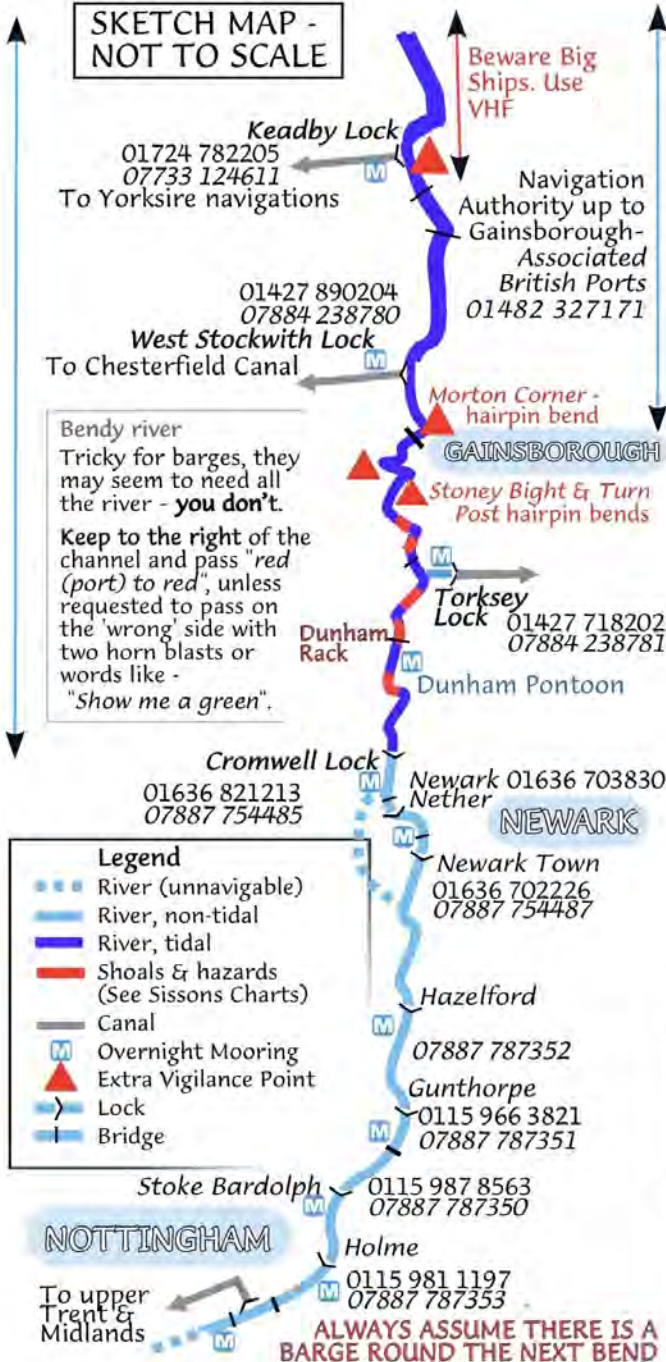 SKETCH MAP -
NOT TO SCALE
Beware Big
Ships. Use
VHF
Keadby Lock
01724 782205
07733 124611
To Yorksire navigations
M
Navigation
Authority up to
Gainsborough-
Associated
British Ports
01482 327171
01427 890204
07884 238780
West Stockwith Lock
M
To Chesterfield Canal
Morton Corner -
hairpin bend
GAINSBOROUGH
Bendy river
Tricky for barges, they
may seem to need all
the river - you don't.
Keep to the right of the
channel and pass "red
(port) to red", unless
requested to pass on
the 'wrong' side with
two horn blasts or
words like -
"Show me a green".
Stoney Bight & Turn
Post hairpin bends
M
Torksey
Lock
01427 718202
07884 238781
Dunham
Rack
M
Dunham Pontoon
Cromwell Lock
M
01636 821213
07887 754485
Newark 01636 703830
Nether
NEWARK
M
Newark Town
01636 702226
07887 754487
Legend
River (unnavigable)
River, non-tidal
River, tidal
Shoals & hazards
(See Sissons Charts)
Canal
M Overnight Mooring
Extra Vigilance Point
Lock
Bridge
Hazelford
M
07887 787352
Gunthorpe
0115 966 3821
M
07887 787351
Stoke Bardolph
0115 987 8563
M
07887 787350
NOTTINGHAM
Holme
0115 981 1197
M
07887 787353
To upper
Trent &
Midlands
M
ALWAYS ASSUME THERE IS A
BARGE ROUND THE NEXT BEND